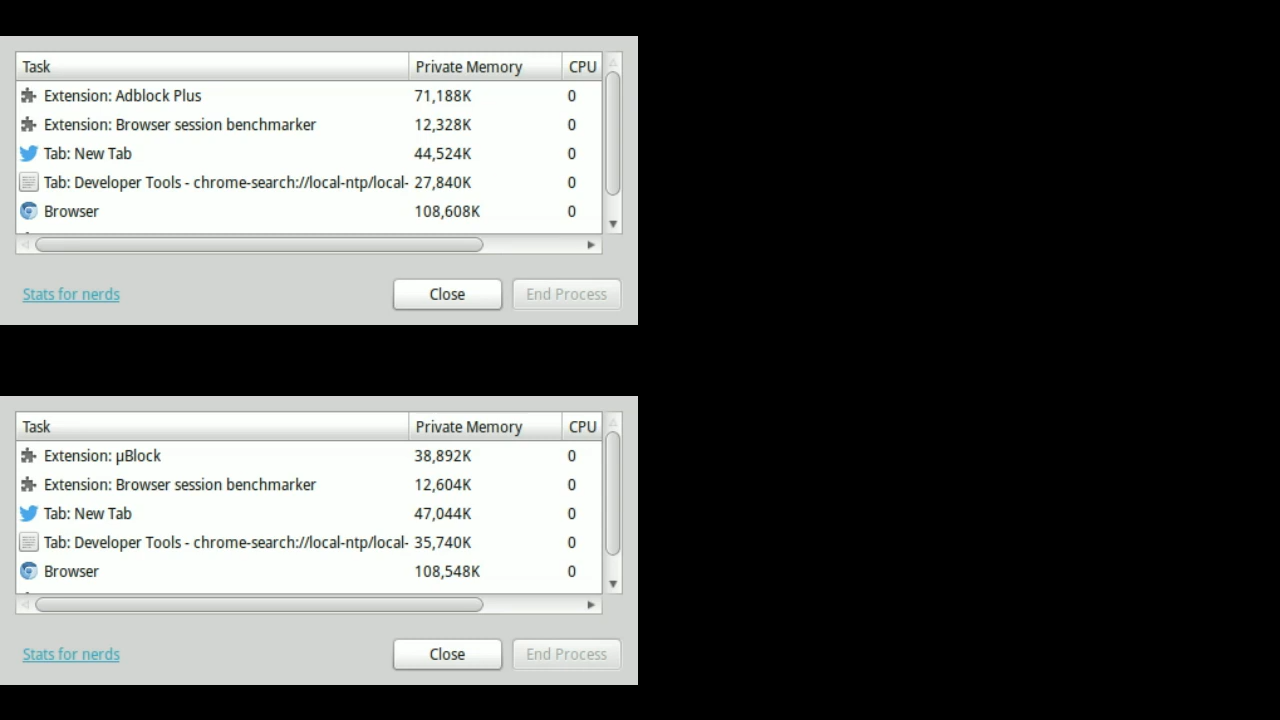 Task Private Memory CPU
Extension: Adblock Plus 71,188K 0
Extension: Browser session benchmarker 12,328K 0
Tab: New Tab 44,524K 0
Tab: Developer Tools - chrome-search://local-ntp/local- 27,840K 0
Browser 108,608K 0
Stats for nerds Close End Process
Task Private Memory CPU
Extension: µBlock 38,892K 0
Extension: Browser session benchmarker 12,604K 0
Tab: New Tab 47,044K 0
Tab: Developer Tools - chrome-search://local-ntp/local- 35,740K 0
Browser 108,548K 0
Stats for nerds Close End Process